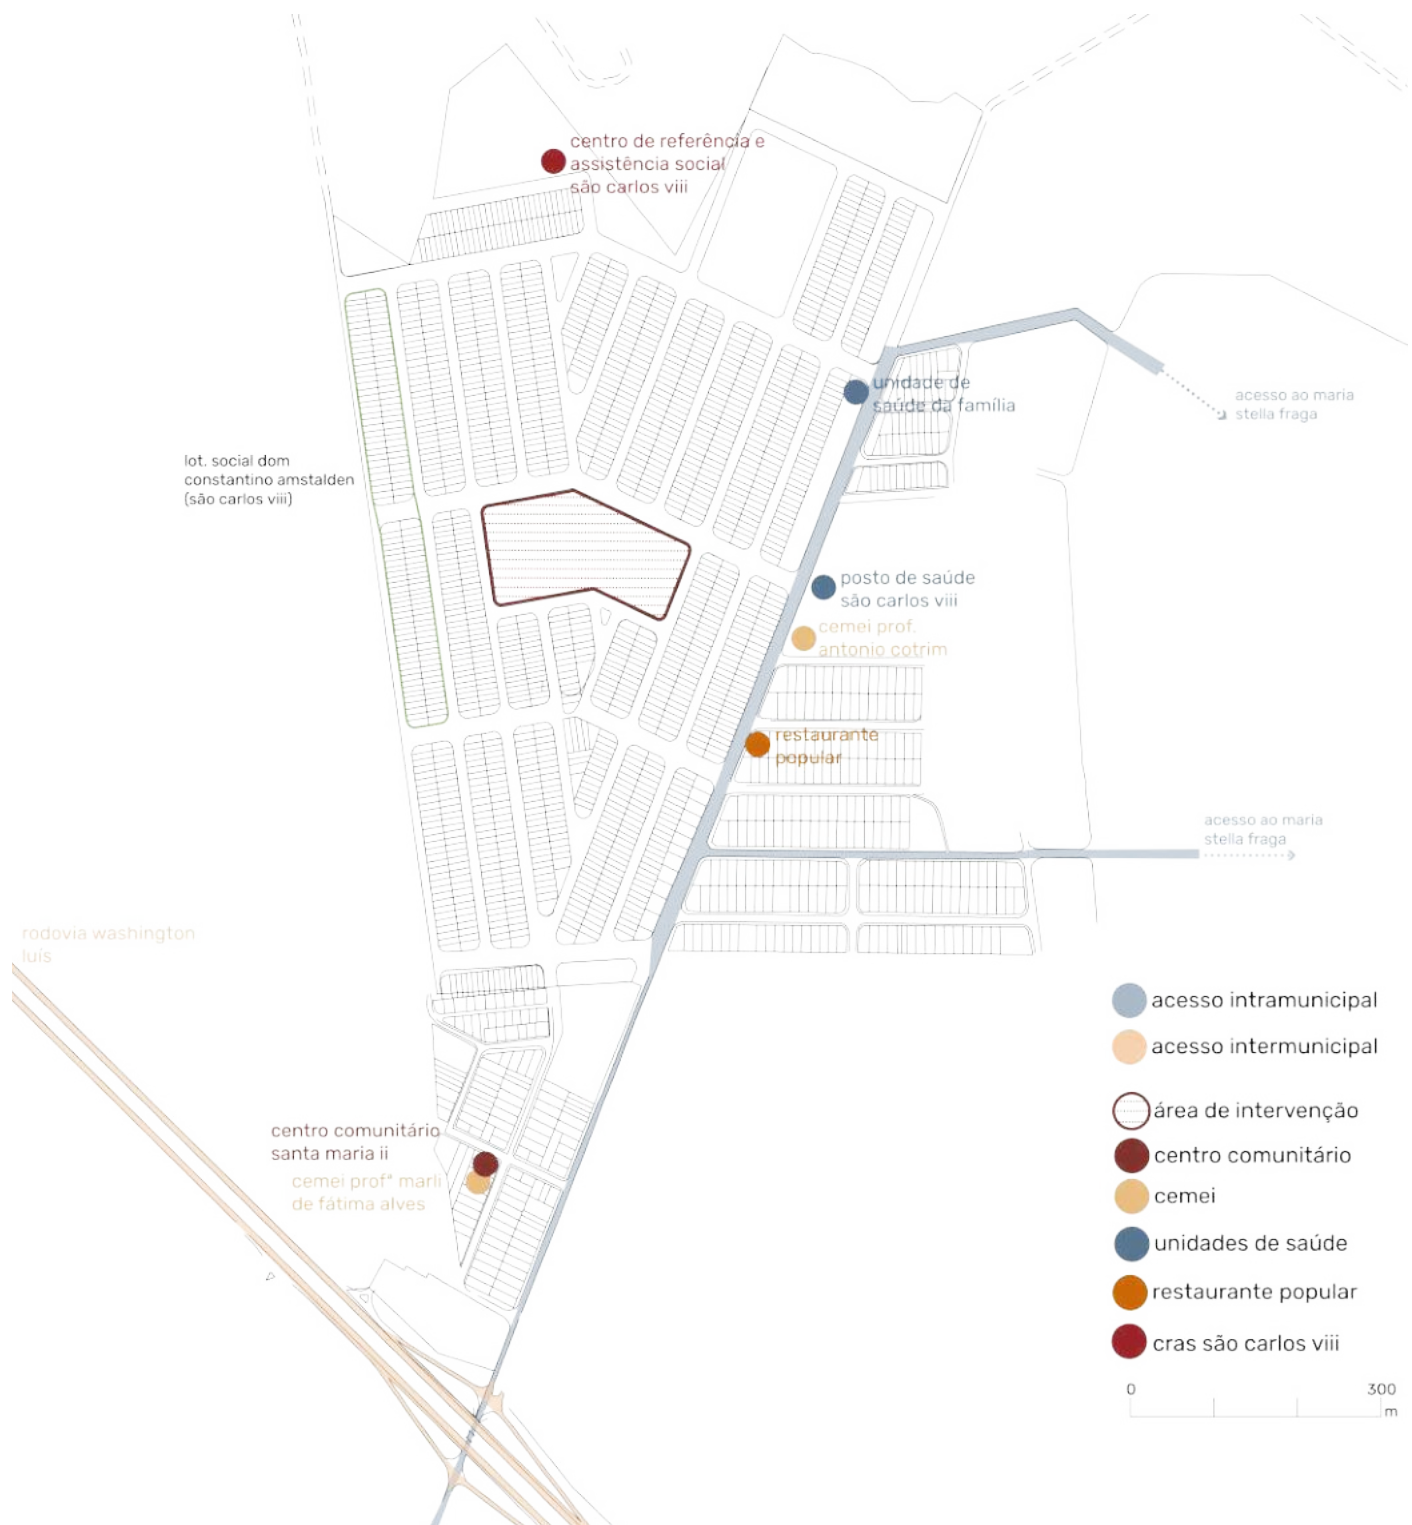 centro de referência e
assistência social
são carlos viii
unidade de
saúde da família
acesso ao maria
stella fraga
lot. social dom
constantino amstalden
(são carlos viii)
posto de saúde
são carlos viii
cemei prof.
antonio cotrim
restaurante
popular
acesso ao maria
stella fraga
rodovia washington
luís
centro comunitário
santa maria ii
cemei profª marli
de fátima alves
acesso intramunicipal
acesso intermunicipal
área de intervenção
centro comunitário
cemei
unidades de saúde
restaurante popular
cras são carlos viii
0 300
m